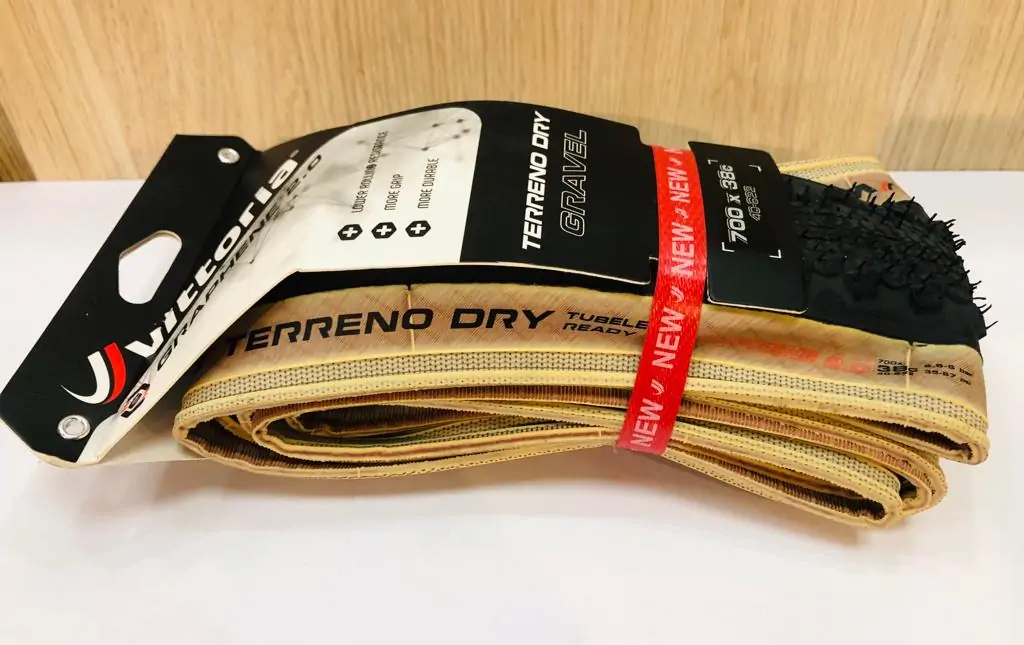 vittoria
GRAPHENE 2.0
LOWER ROLLING RESISTANCE
MORE GRIP
MORE DURABLE
TERRENO DRY
GRAVEL
700 x 38c
40-622
NEW NEW NEW NEW
TERRENO DRY
TUBELE
READY